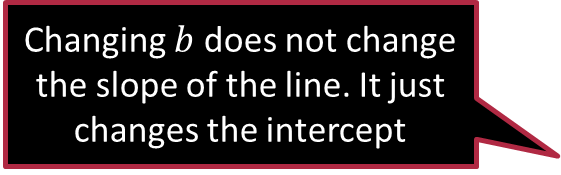 Changing b does not change
the slope of the line. It just
changes the intercept